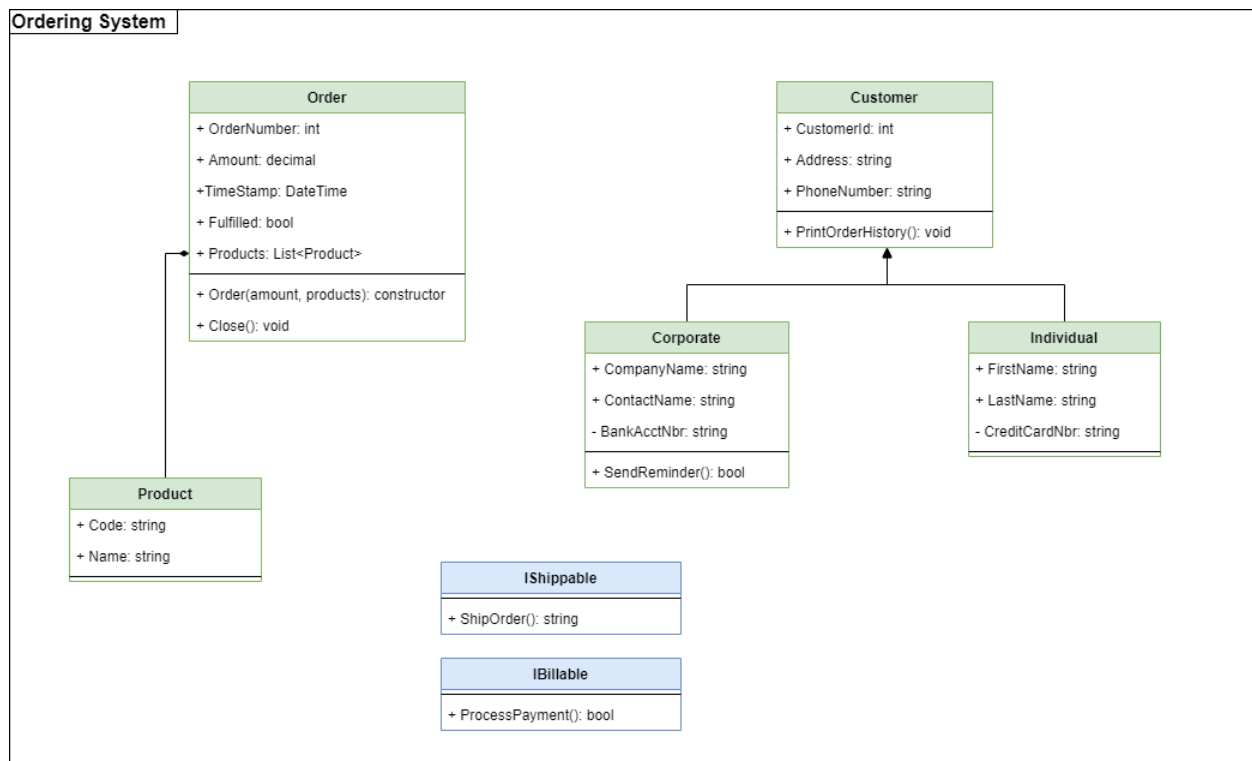 Ordering System
Order
+ OrderNumber: int
+ Amount: decimal
+TimeStamp: DateTime
+ Fulfilled: bool
+ Products: List<Product>
+ Order(amount, products): constructor
+ Close(): void
Customer
+ CustomerId: int
+ Address: string
+ PhoneNumber: string
+ PrintOrderHistory(): void
Corporate
+ CompanyName: string
+ ContactName: string
- BankAcctNbr: string
+ SendReminder(): bool
Individual
+ FirstName: string
+ LastName: string
- CreditCardNbr: string
Product
+ Code: string
+ Name: string
IShippable
+ ShipOrder(): string
IBillable
+ ProcessPayment(): bool